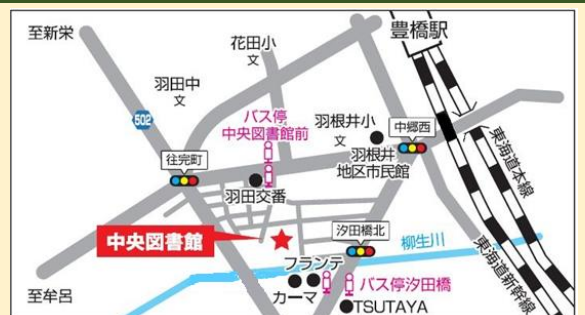 至新栄
花田小
文
豊橋駅
羽田中
文
502
バス停
中央図書館前
羽根井小
文
中郷西
往完町
羽根井
地区市民館
東海道本線
羽田交番
中央図書館
汐田橋北
柳生川
東海道新幹線
フランテ
至牟呂
カーマ
バス停汐田橋
TSUTAYA